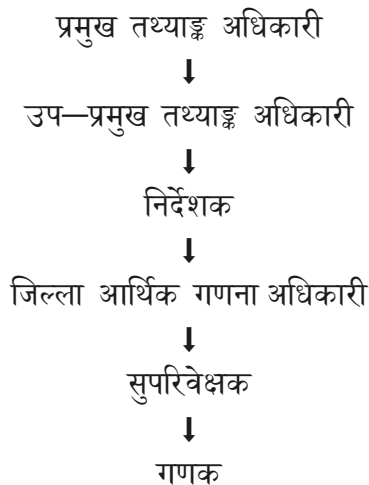 प्रमुख तथ्याङ्क अधिकारी
उप—प्रमुख तथ्याङ्क अधिकारी
निर्देशक
जिल्ला आर्थिक गणना अधिकारी
सुपरिवेक्षक
गणक